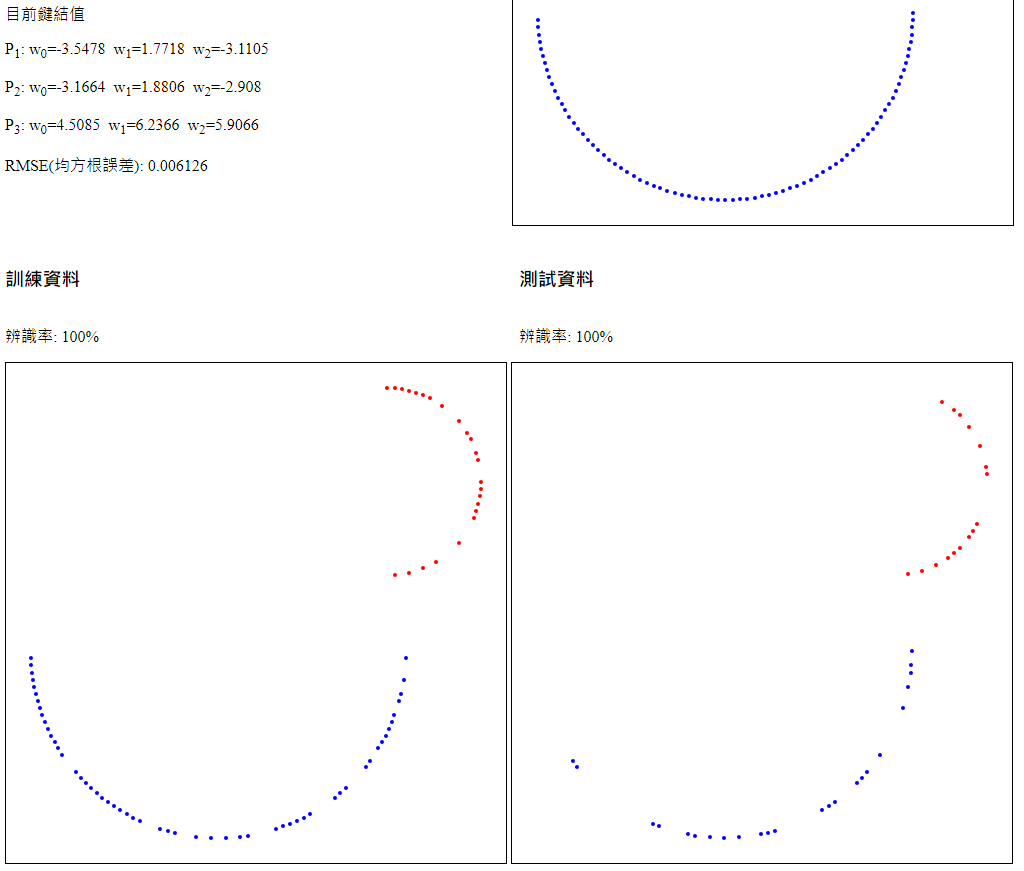 目前鍵結值
P1: w0=-3.5478 w1=1.7718 w2=-3.1105
P2: w0=-3.1664 w1=1.8806 w2=-2.908
P3: w0=4.5085 w1=6.2366 w2=5.9066
RMSE(均方根誤差): 0.006126
訓練資料
辨識率: 100%
測試資料
辨識率: 100%